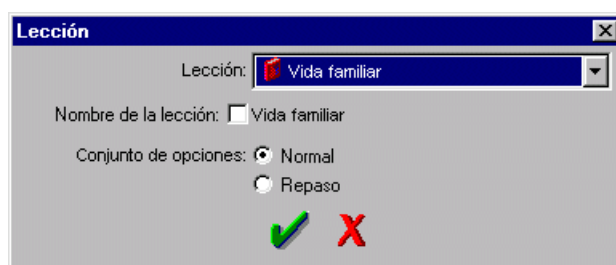 Lección
Lección: Vida familiar
Nombre de la lección: Vida familiar
Conjunto de opciones: Normal
Repaso